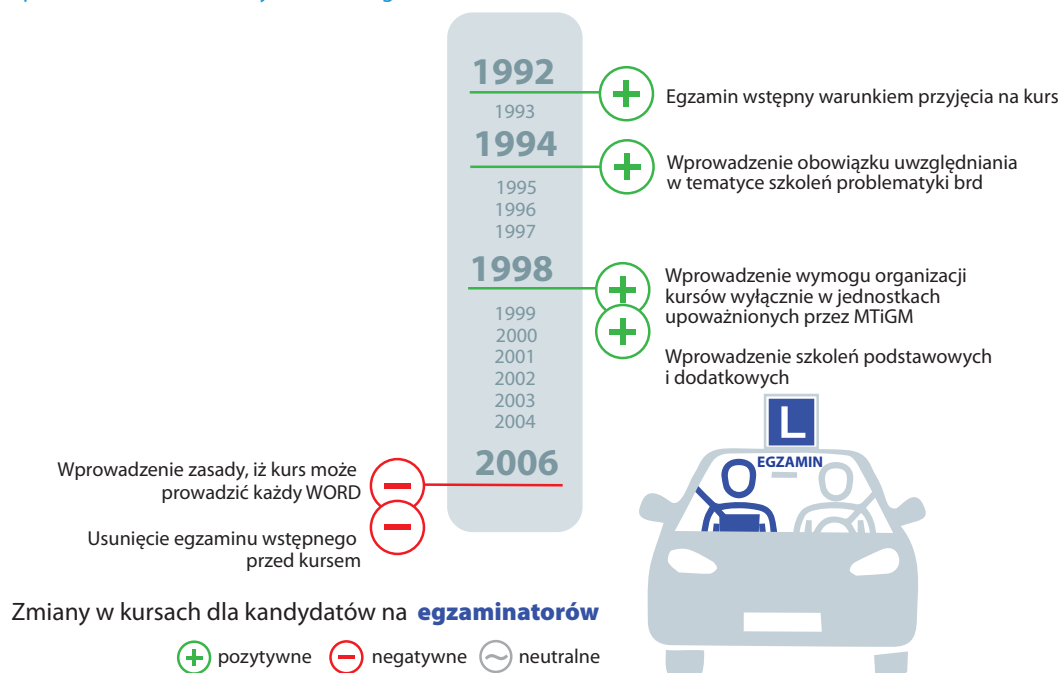 1992
Egzamin wstępny warunkiem przyjęcia na kurs
1993
1994
Wprowadzenie obowiązku uwzględniania
w tematyce szkoleń problematyki brd
1995
1996
1997
1998
Wprowadzenie wymogu organizacji
kursów wyłącznie w jednostkach
upoważnionych przez MTiGM
1999
2000
2001
2002
2003
2004
Wprowadzenie szkoleń podstawowych
i dodatkowych
L
EGZAMIN
2006
Wprowadzenie zasady, iż kurs może
prowadzić każdy WORD
Usunięcie egzaminu wstępnego
przed kursem
Zmiany w kursach dla kandydatów na egzaminatorów
pozytywne negatywne neutralne